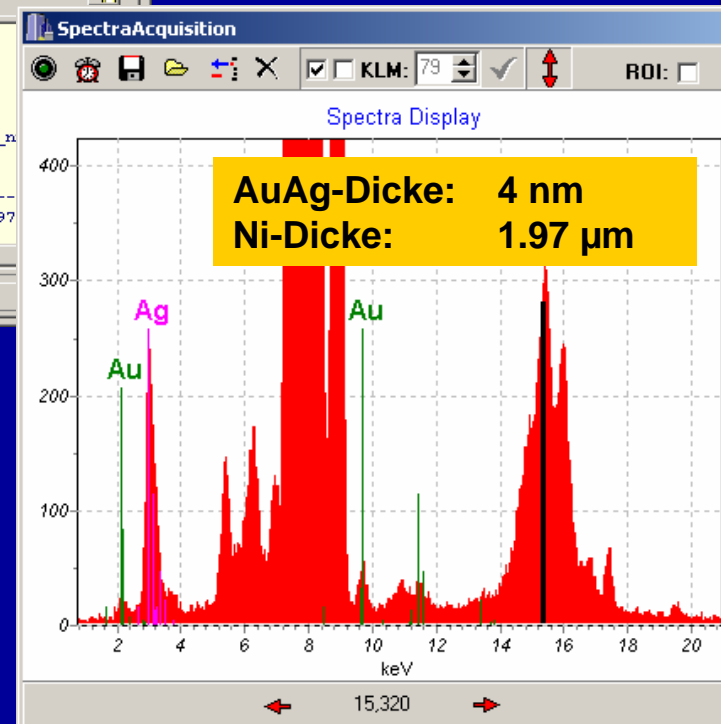 SpectraAcquisition
KLM: 79 ROI:
Spectra Display
AuAg-Dicke: 4 nm
Ni-Dicke: 1.97 µm
400
300
200
100
0
Au
Ag
Au
2 4 6 8 10 12 14 16 18 20
keV
15,320
97